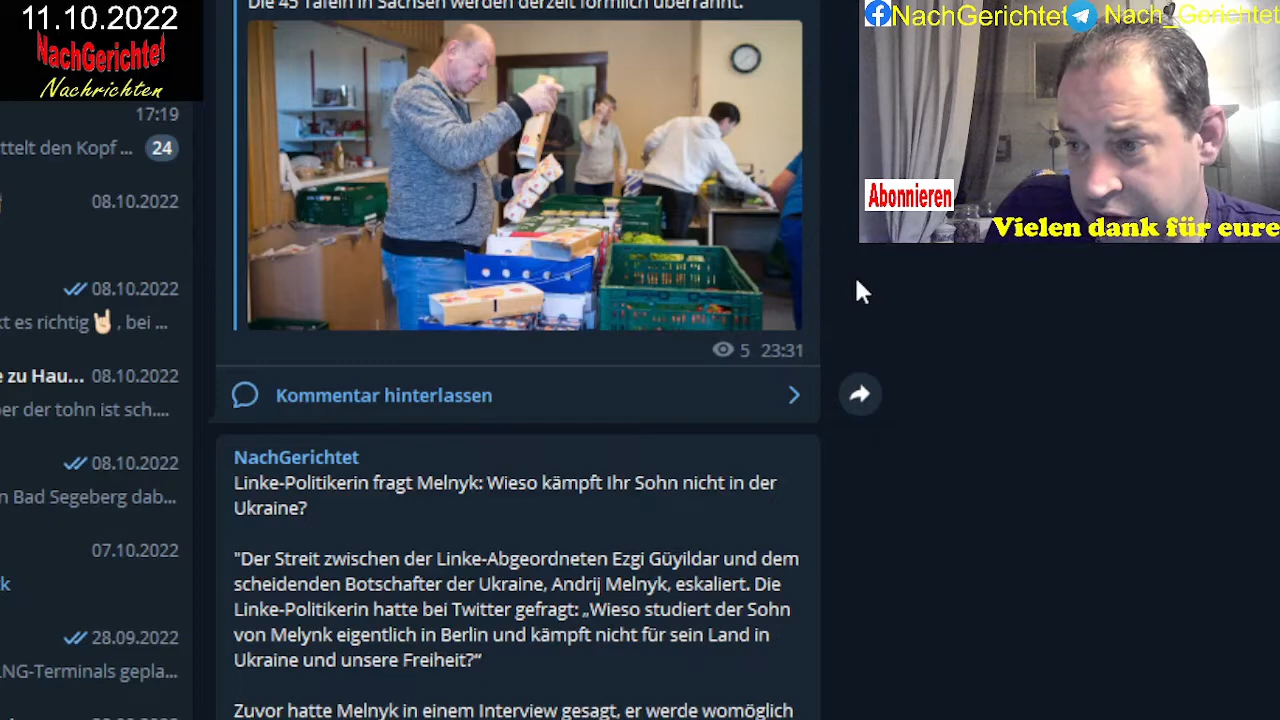 11.10.2022
NachGerichtet
Nachrichten
17:19
ttelt den Kopf ...
24
08.10.2022
08.10.2022
kt es richtig🤘🏻, bei ...
e zu Hau...
08.10.2022
er der tohn ist sch....
08.10.2022
n Bad Segeberg dab...
07.10.2022
k
28.09.2022
LNG-Terminals gepla...
Die 45 Tafeln in Sachsen werden derzeit förmlich überrannt.
5 23:31
Kommentar hinterlassen
NachGerichtet
Linke-Politikerin fragt Melnyk: Wieso kämpft Ihr Sohn nicht in der
Ukraine?
"Der Streit zwischen der Linke-Abgeordneten Ezgi Güyildar und dem
scheidenden Botschafter der Ukraine, Andrij Melnyk, eskaliert. Die
Linke-Politikerin hatte bei Twitter gefragt: „Wieso studiert der Sohn
von Melynk eigentlich in Berlin und kämpft nicht für sein Land in
Ukraine und unsere Freiheit?“
Zuvor hatte Melnyk in einem Interview gesagt, er werde womöglich
NachGerichtet
Nach_Gerichtet
Abonnieren
Vielen dank für eure